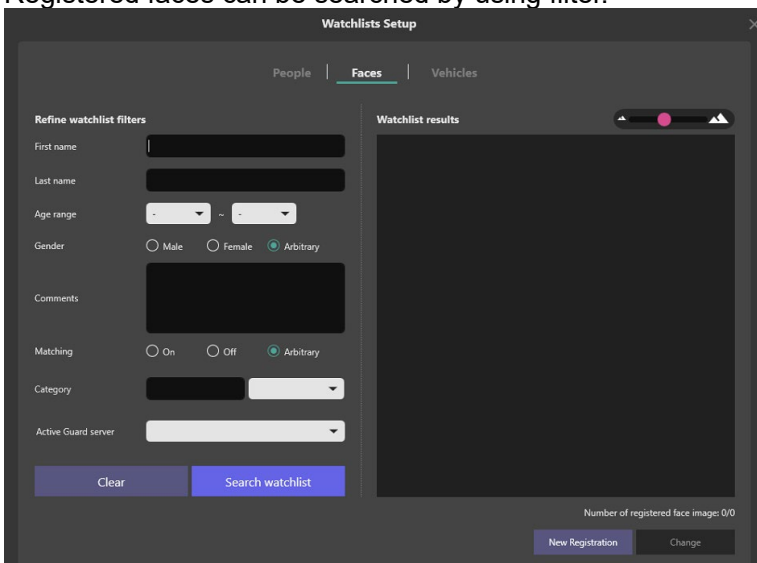 Registered faces can be searched by using filter.
Watchlists Setup
People | Faces | Vehicles
Refine watchlist filters
Watchlist results
First name
Last name
Age range - ~ -
Gender Male Female Arbitrary
Comments
Matching On Off Arbitrary
Category
Active Guard server
Clear Search watchlist
Number of registered face image: 0/0
New Registration Change